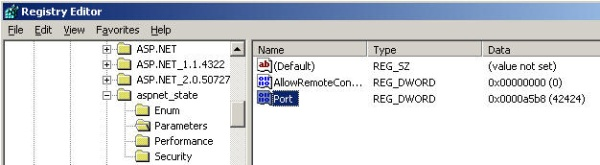 Registry Editor
File Edit View Favorites Help
ASP.NET
ASP.NET_1.1.4322
ASP.NET_2.0.50727
aspnet_state
Enum
Parameters
Performance
Security
Name Type Data
(Default) REG_SZ (value not set)
AllowRemoteCon... REG_DWORD 0x00000000 (0)
Port REG_DWORD 0x0000a5b8 (42424)